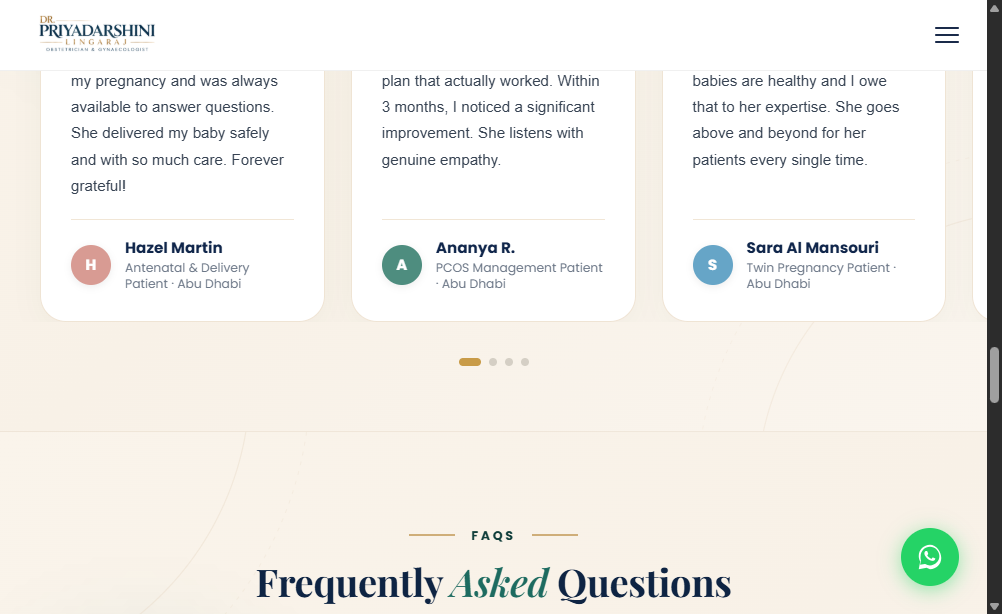 DR.
PRIYADARSHINI
LINGARAJ
OBSTETRICIAN & GYNAECOLOGIST
my pregnancy and was always
available to answer questions.
She delivered my baby safely
and with so much care. Forever
grateful!
H
Hazel Martin
Antenatal & Delivery
Patient · Abu Dhabi
plan that actually worked. Within
3 months, I noticed a significant
improvement. She listens with
genuine empathy.
A
Ananya R.
PCOS Management Patient
· Abu Dhabi
babies are healthy and I owe
that to her expertise. She goes
above and beyond for her
patients every single time.
S
Sara Al Mansouri
Twin Pregnancy Patient ·
Abu Dhabi
FAQS
Frequently Asked Questions